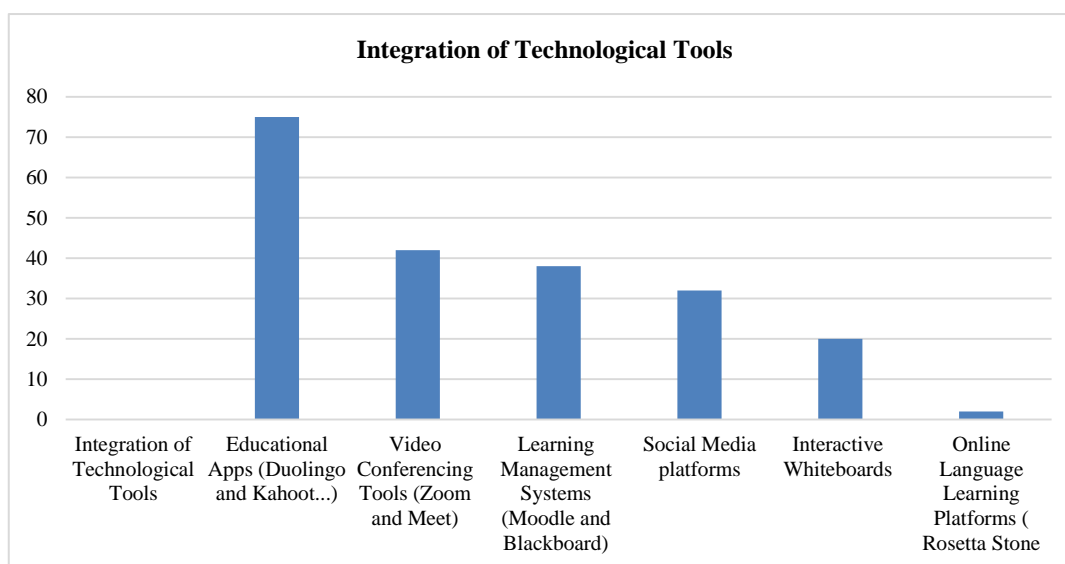 Integration of Technological Tools
80
70
60
50
40
30
20
10
0
Integration of
Technological
Tools
Educational
Apps (Duolingo
and Kahoot...)
Video
Conferencing
Tools (Zoom
and Meet)
Learning
Management
Systems
(Moodle and
Blackboard)
Social Media
platforms
Interactive
Whiteboards
Online
Language
Learning
Platforms (
Rosetta Stone